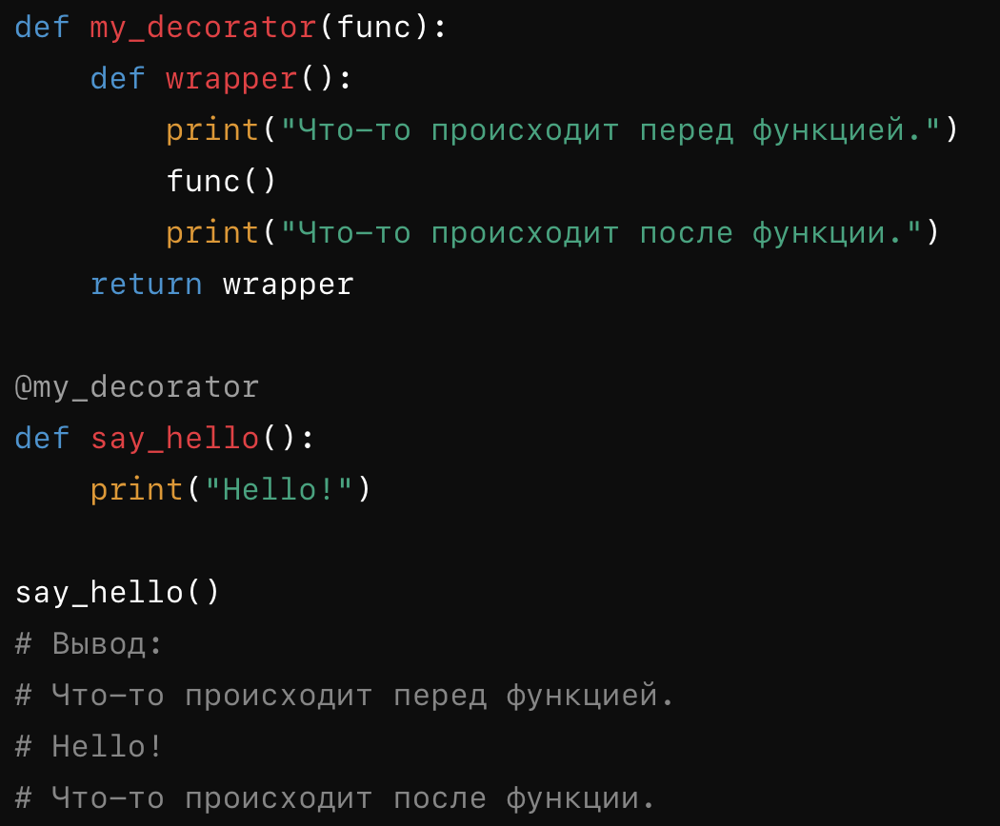 def my_decorator(func):
    def wrapper():
        print("Что-то происходит перед функцией.")
        func()
        print("Что-то происходит после функции.")
    return wrapper

@my_decorator
def say_hello():
    print("Hello!")

say_hello()
# Вывод:
# Что-то происходит перед функцией.
# Hello!
# Что-то происходит после функции.